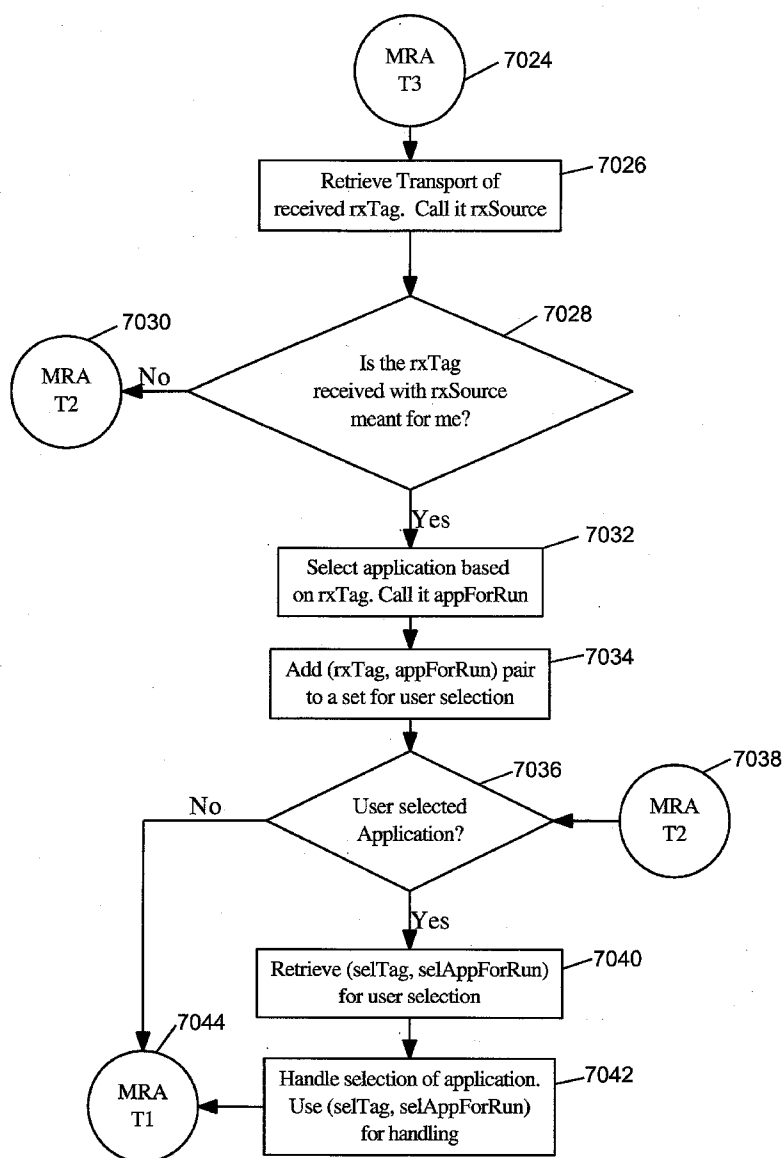 MRA
T3
7024
7026
Retrieve Transport of
received rxTag. Call it rxSource
7028
7030
Is the rxTag
received with rxSource
meant for me?
MRA
T2
No
Yes
7032
Select application based
on rxTag. Call it appForRun
7034
Add (rxTag, appForRun) pair
to a set for user selection
7036
7038
No
User selected
Application?
MRA
T2
Yes
7040
Retrieve (selTag, selAppForRun)
for user selection
7044
7042
MRA
T1
Handle selection of application.
Use (selTag, selAppForRun)
for handling